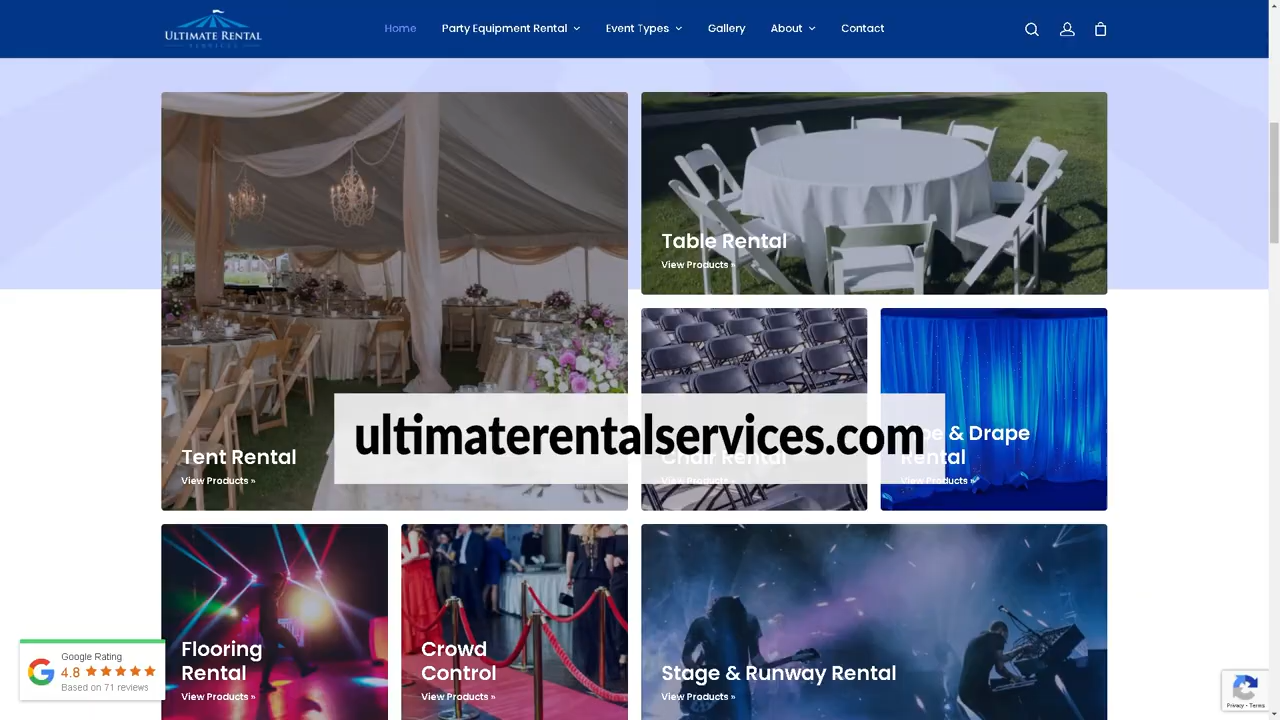 ULTIMATE RENTAL
SERVICES
Home
Party Equipment Rental
Event Types
Gallery
About
Contact
Table Rental
View Products »
Tent Rental
View Products »
Chair Rental
View Products »
& Drape
Rental
View Products »
ultimaterentalservices.com
Flooring
Rental
View Products »
Crowd
Control
View Products »
Stage & Runway Rental
View Products »
Google Rating
4.8
Based on 71 reviews
Privacy - Terms